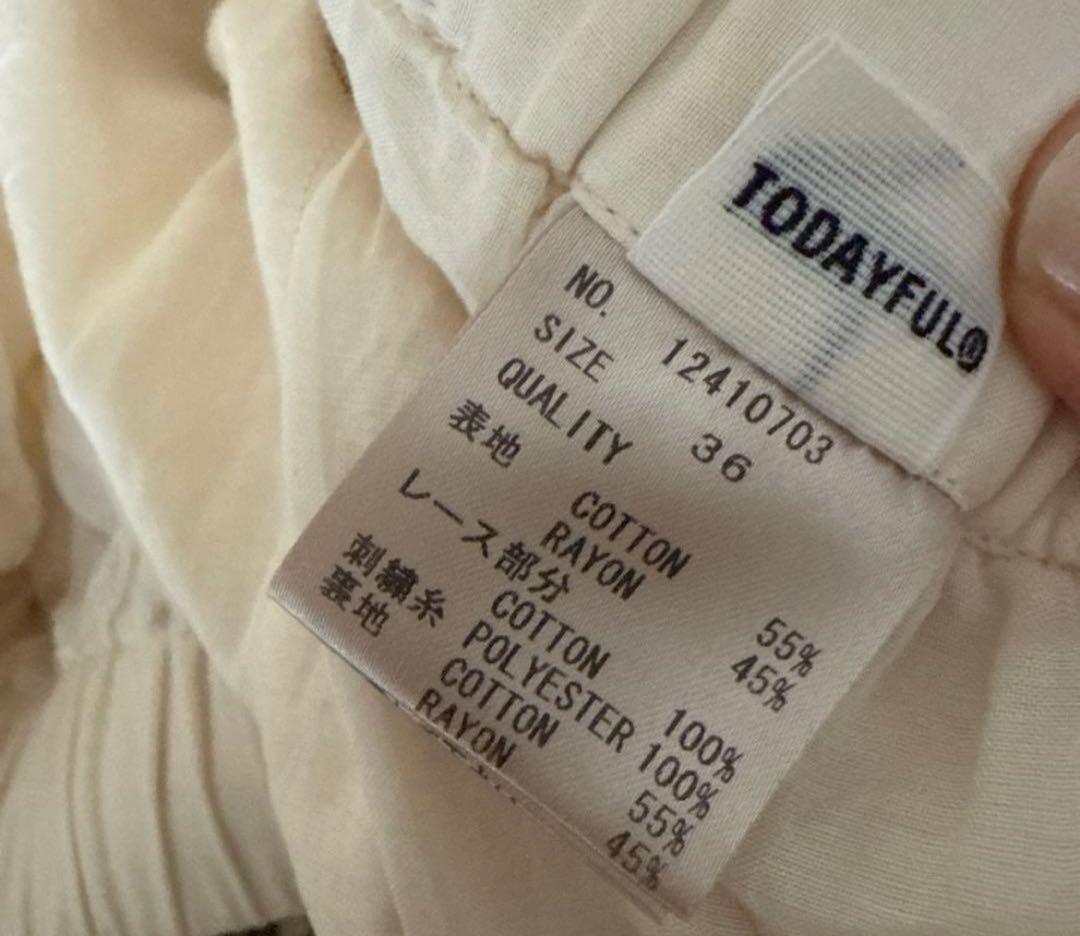 TODAYFUL®
NO. 12410703
SIZE 36
QUALITY
表地
COTTON 55%
RAYON 45%
レース部分
COTTON 100%
刺繍糸
POLYESTER 100%
裏地
COTTON 55%
RAYON 45%